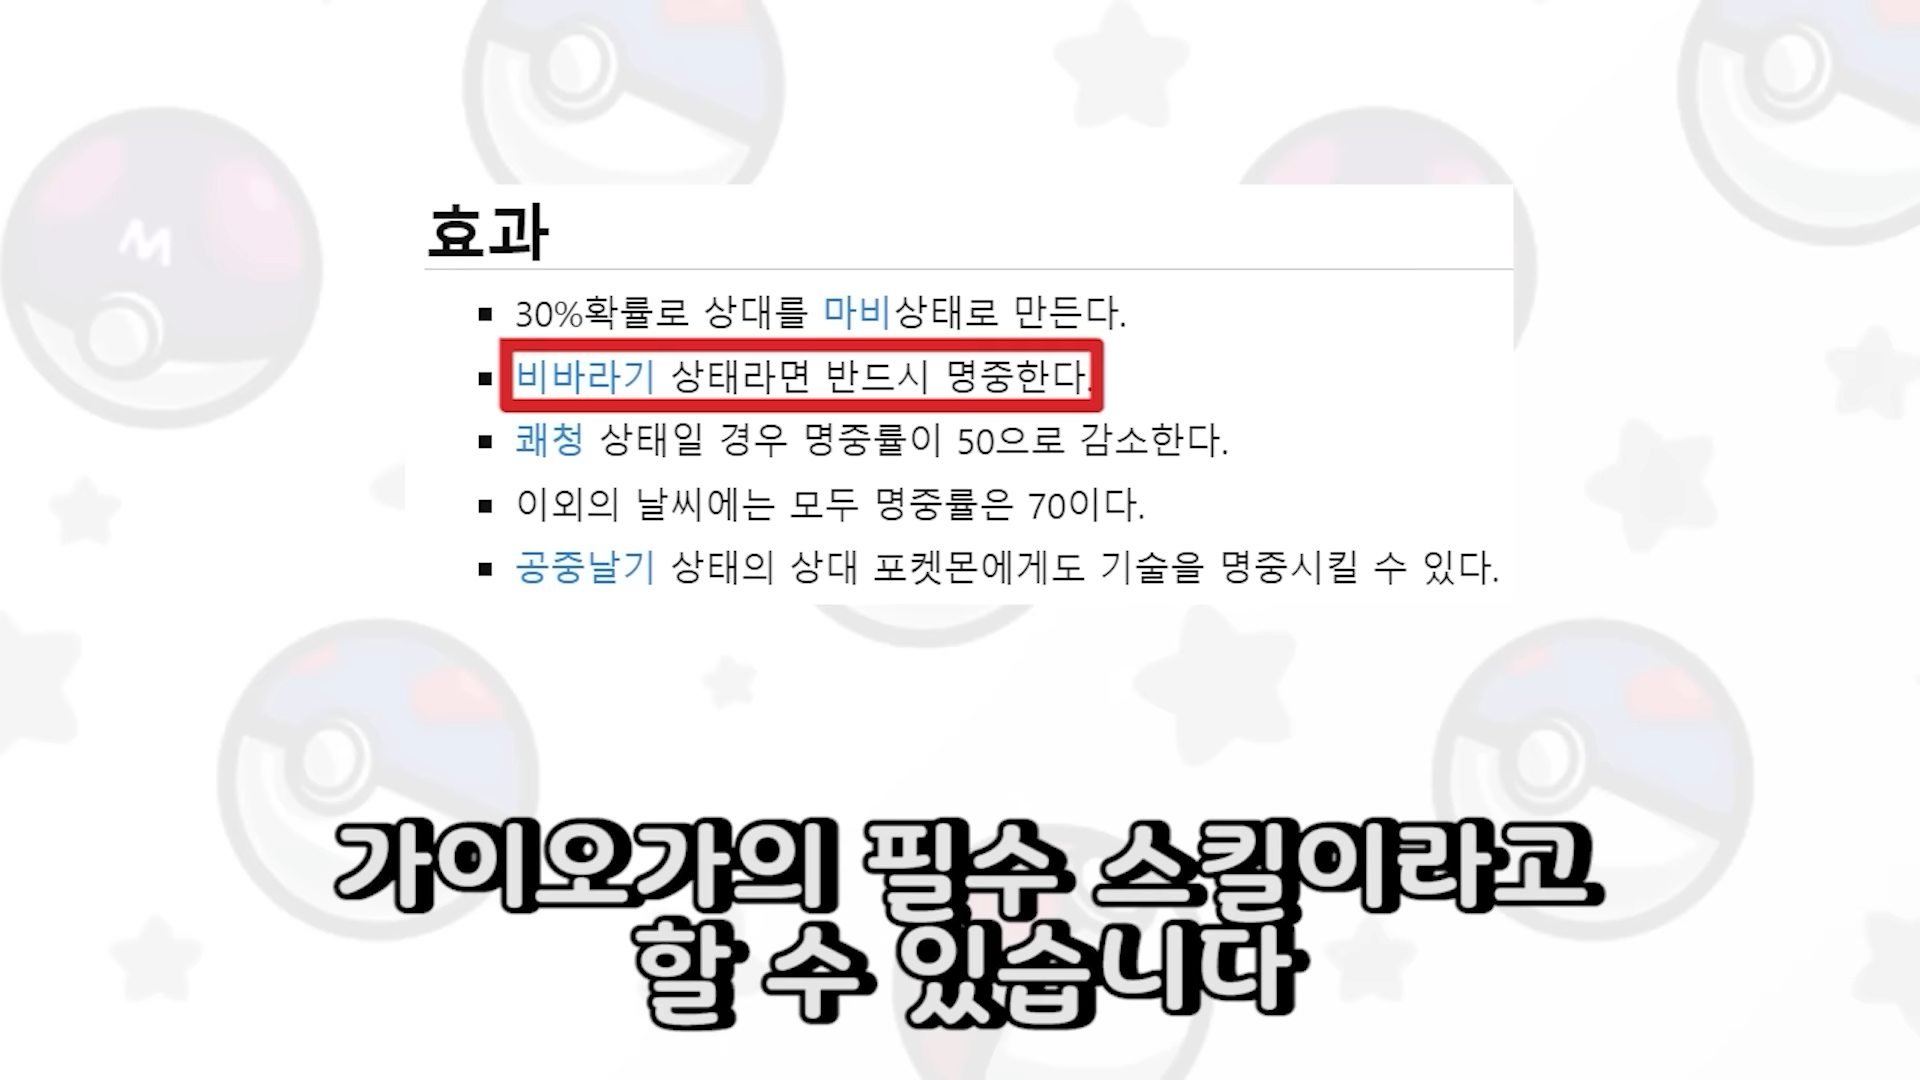 M
효과
30%확률로 상대를 마비상태로 만든다.
비바라기 상태라면 반드시 명중한다.
쾌청 상태일 경우 명중률이 50으로 감소한다.
이외의 날씨에는 모두 명중률은 70이다.
공중날기 상태의 상대 포켓몬에게도 기술을 명중시킬 수 있다.
가이오가의 필수 스킬이라고
할 수 있습니다